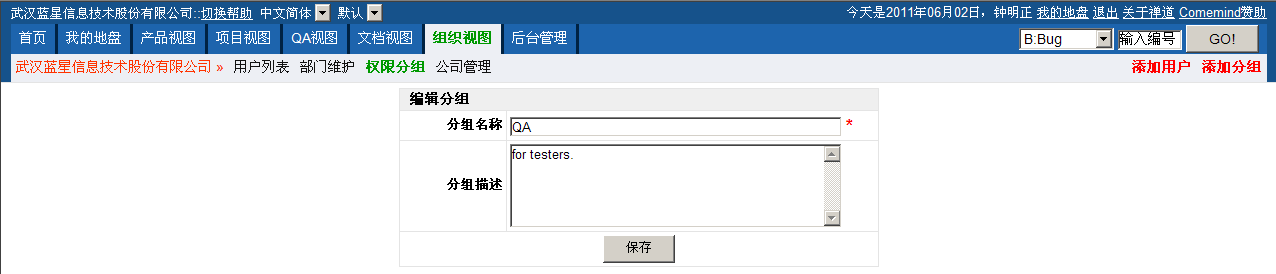 武汉蓝星信息技术股份有限公司::切换帮助 中文简体 默认 今天是2011年06月02日，钟明正 我的地盘 退出 关于禅道 Comemind赞助
首页 我的地盘 产品视图 项目视图 QA视图 文档视图 组织视图 后台管理 B:Bug 输入编号 GO!
武汉蓝星信息技术股份有限公司 » 用户列表 部门维护 权限分组 公司管理 添加用户 添加分组
编辑分组
分组名称 QA *
for testers.
分组描述
保存